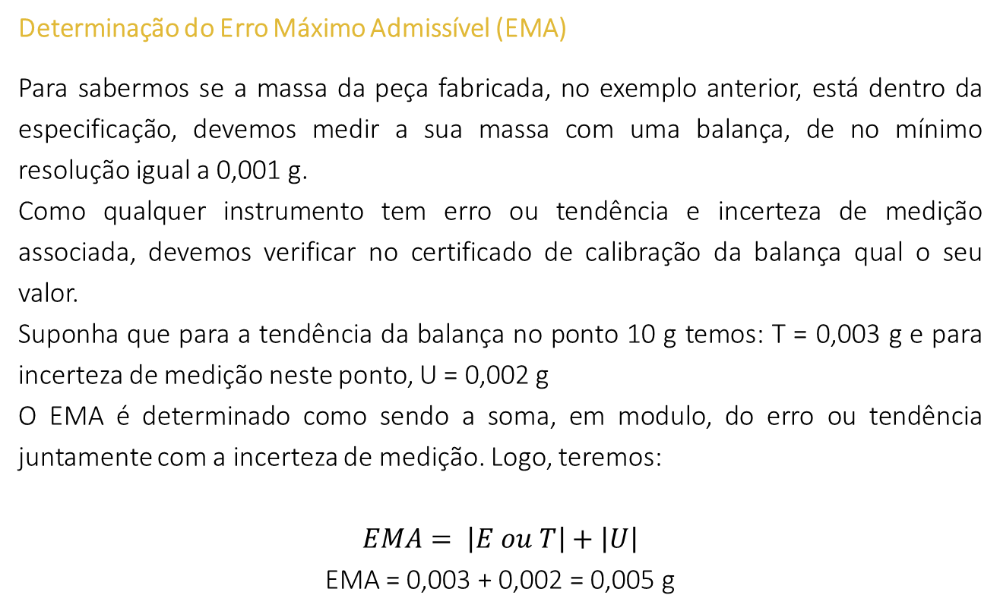 Determinação do Erro Máximo Admissível (EMA)
Para sabermos se a massa da peça fabricada, no exemplo anterior, está dentro da
especificação, devemos medir a sua massa com uma balança, de no mínimo
resolução igual a 0,001 g.
Como qualquer instrumento tem erro ou tendência e incerteza de medição
associada, devemos verificar no certificado de calibração da balança qual o seu
valor.
Suponha que para a tendência da balança no ponto 10 g temos: T = 0,003 g e para
incerteza de medição neste ponto, U = 0,002 g
O EMA é determinado como sendo a soma, em modulo, do erro ou tendência
juntamente com a incerteza de medição. Logo, teremos:
EMA = |E ou T| + |U|
EMA = 0,003 + 0,002 = 0,005 g